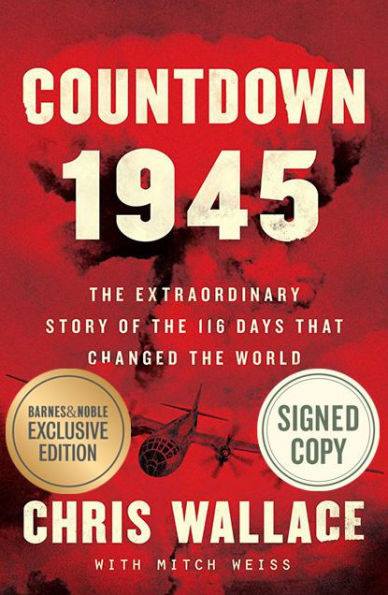 COUNTDOWN
1945
THE EXTRAORDINARY
STORY OF THE 116 DAYS THAT
CHANGED THE WORLD
BARNES&NOBLE
EXCLUSIVE
EDITION
SIGNED
COPY
CHRIS WALLACE
WITH MITCH WEISS